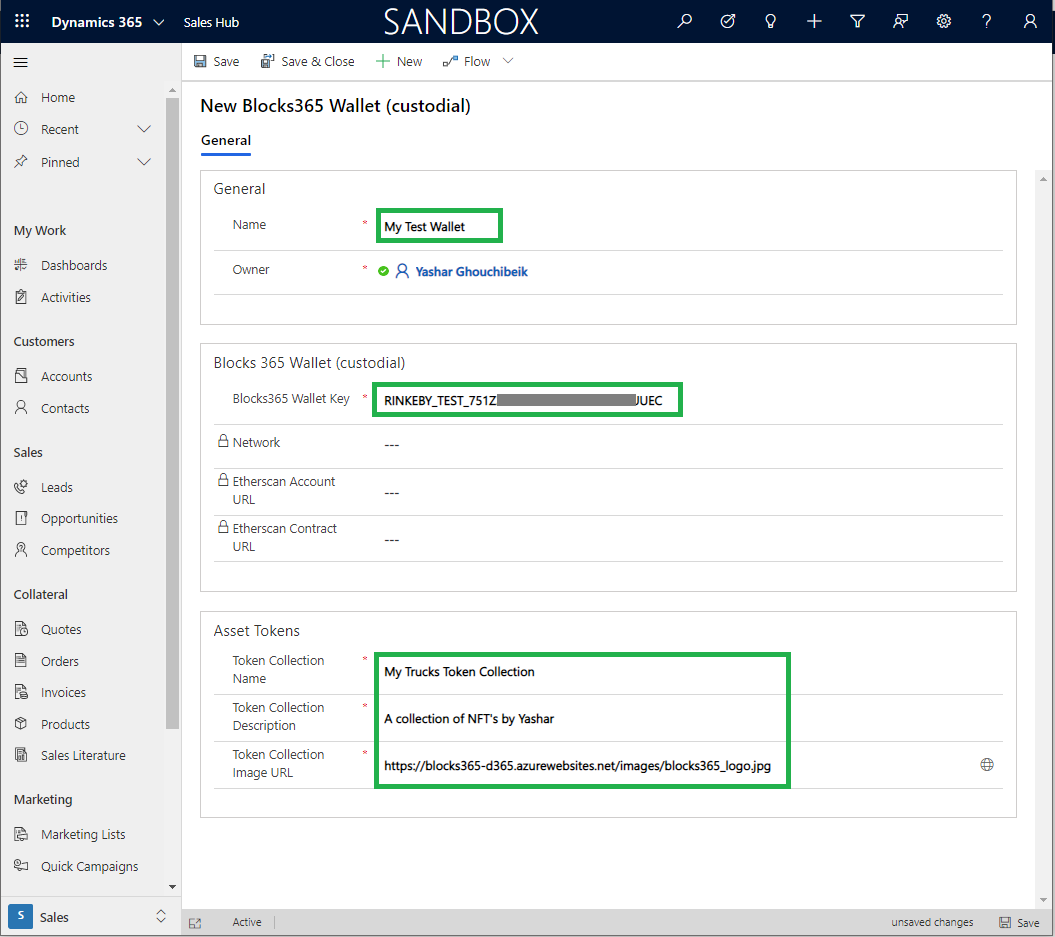 Dynamics 365 Sales Hub SANDBOX
Save Save & Close New Flow
Home
Recent
Pinned
My Work
Dashboards
Activities
Customers
Accounts
Contacts
Sales
Leads
Opportunities
Competitors
Collateral
Quotes
Orders
Invoices
Products
Sales Literature
Marketing
Marketing Lists
Quick Campaigns
S Sales
New Blocks365 Wallet (custodial)
General
General
Name * My Test Wallet
Owner * Yashar Ghouchibeik
Blocks 365 Wallet (custodial)
Blocks365 Wallet Key * RINKEBY_TEST_751Z JUEC
Network ---
Etherscan Account
URL ---
Etherscan Contract
URL ---
Asset Tokens
Token Collection
Name * My Trucks Token Collection
Token Collection
Description * A collection of NFT's by Yashar
Token Collection
Image URL * https://blocks365-d365.azurewebsites.net/images/blocks365_logo.jpg
Active unsaved changes Save